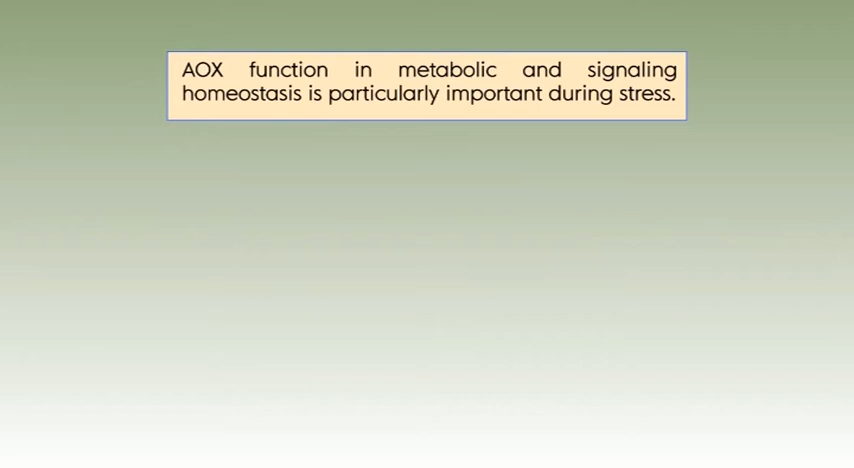 AOX function in metabolic and signaling
homeostasis is particularly important during stress.